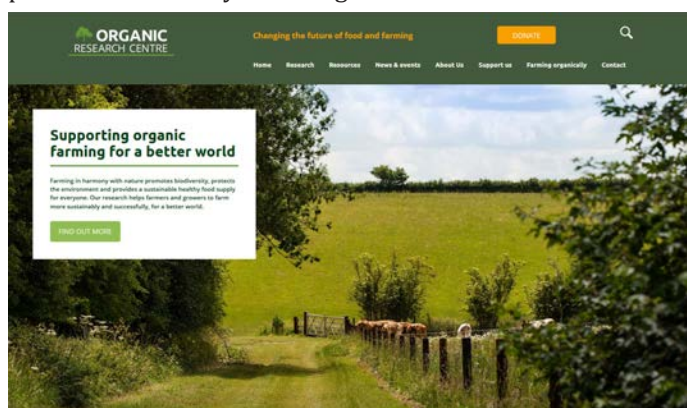 ORGANIC
RESEARCH CENTRE
Changing the future of food and farming
DONATE
Home Research Resources News & events About Us Support us Farming organically Contact
Supporting organic
farming for a better world
Farming in harmony with nature promotes biodiversity, protects
the environment and provides a sustainable healthy food supply
for everyone. Our research helps farmers and growers to farm
more sustainably and successfully, for a better world.
FIND OUT MORE